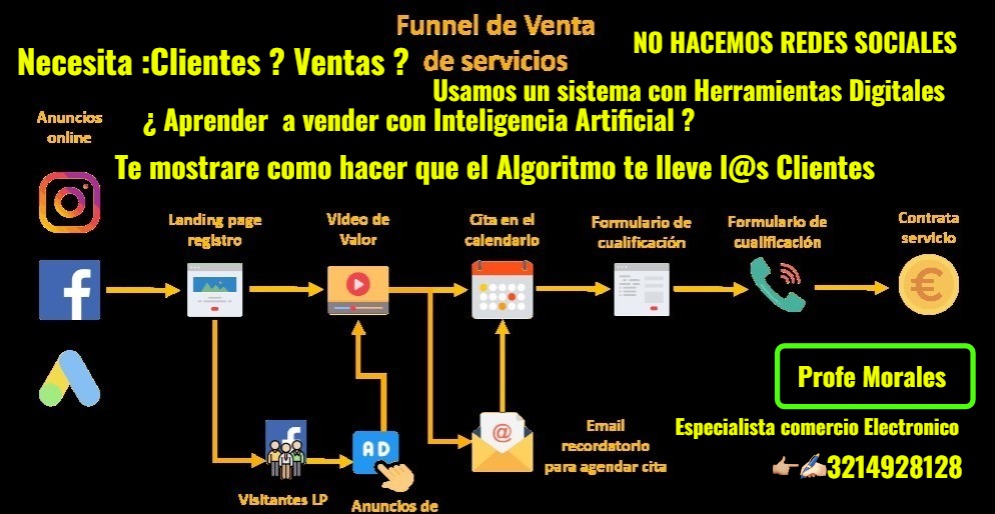 Funnel de Venta
de servicios
NO HACEMOS REDES SOCIALES
Necesita :Clientes ? Ventas ?
Usamos un sistema con Herramientas Digitales
¿ Aprender a vender con Inteligencia Artificial ?
Te mostrare como hacer que el Algoritmo te lleve l@s Clientes
Anuncios
online
Landing page
registro
Video de
Valor
Cita en el
calendario
Formulario de
cualificación
Formulario de
cualificación
Contrata
servicio
Profe Morales
Especialista comercio Electronico
3214928128
Email
recordatorio
para agendar cita
AD
Visitantes LP
Anuncios de